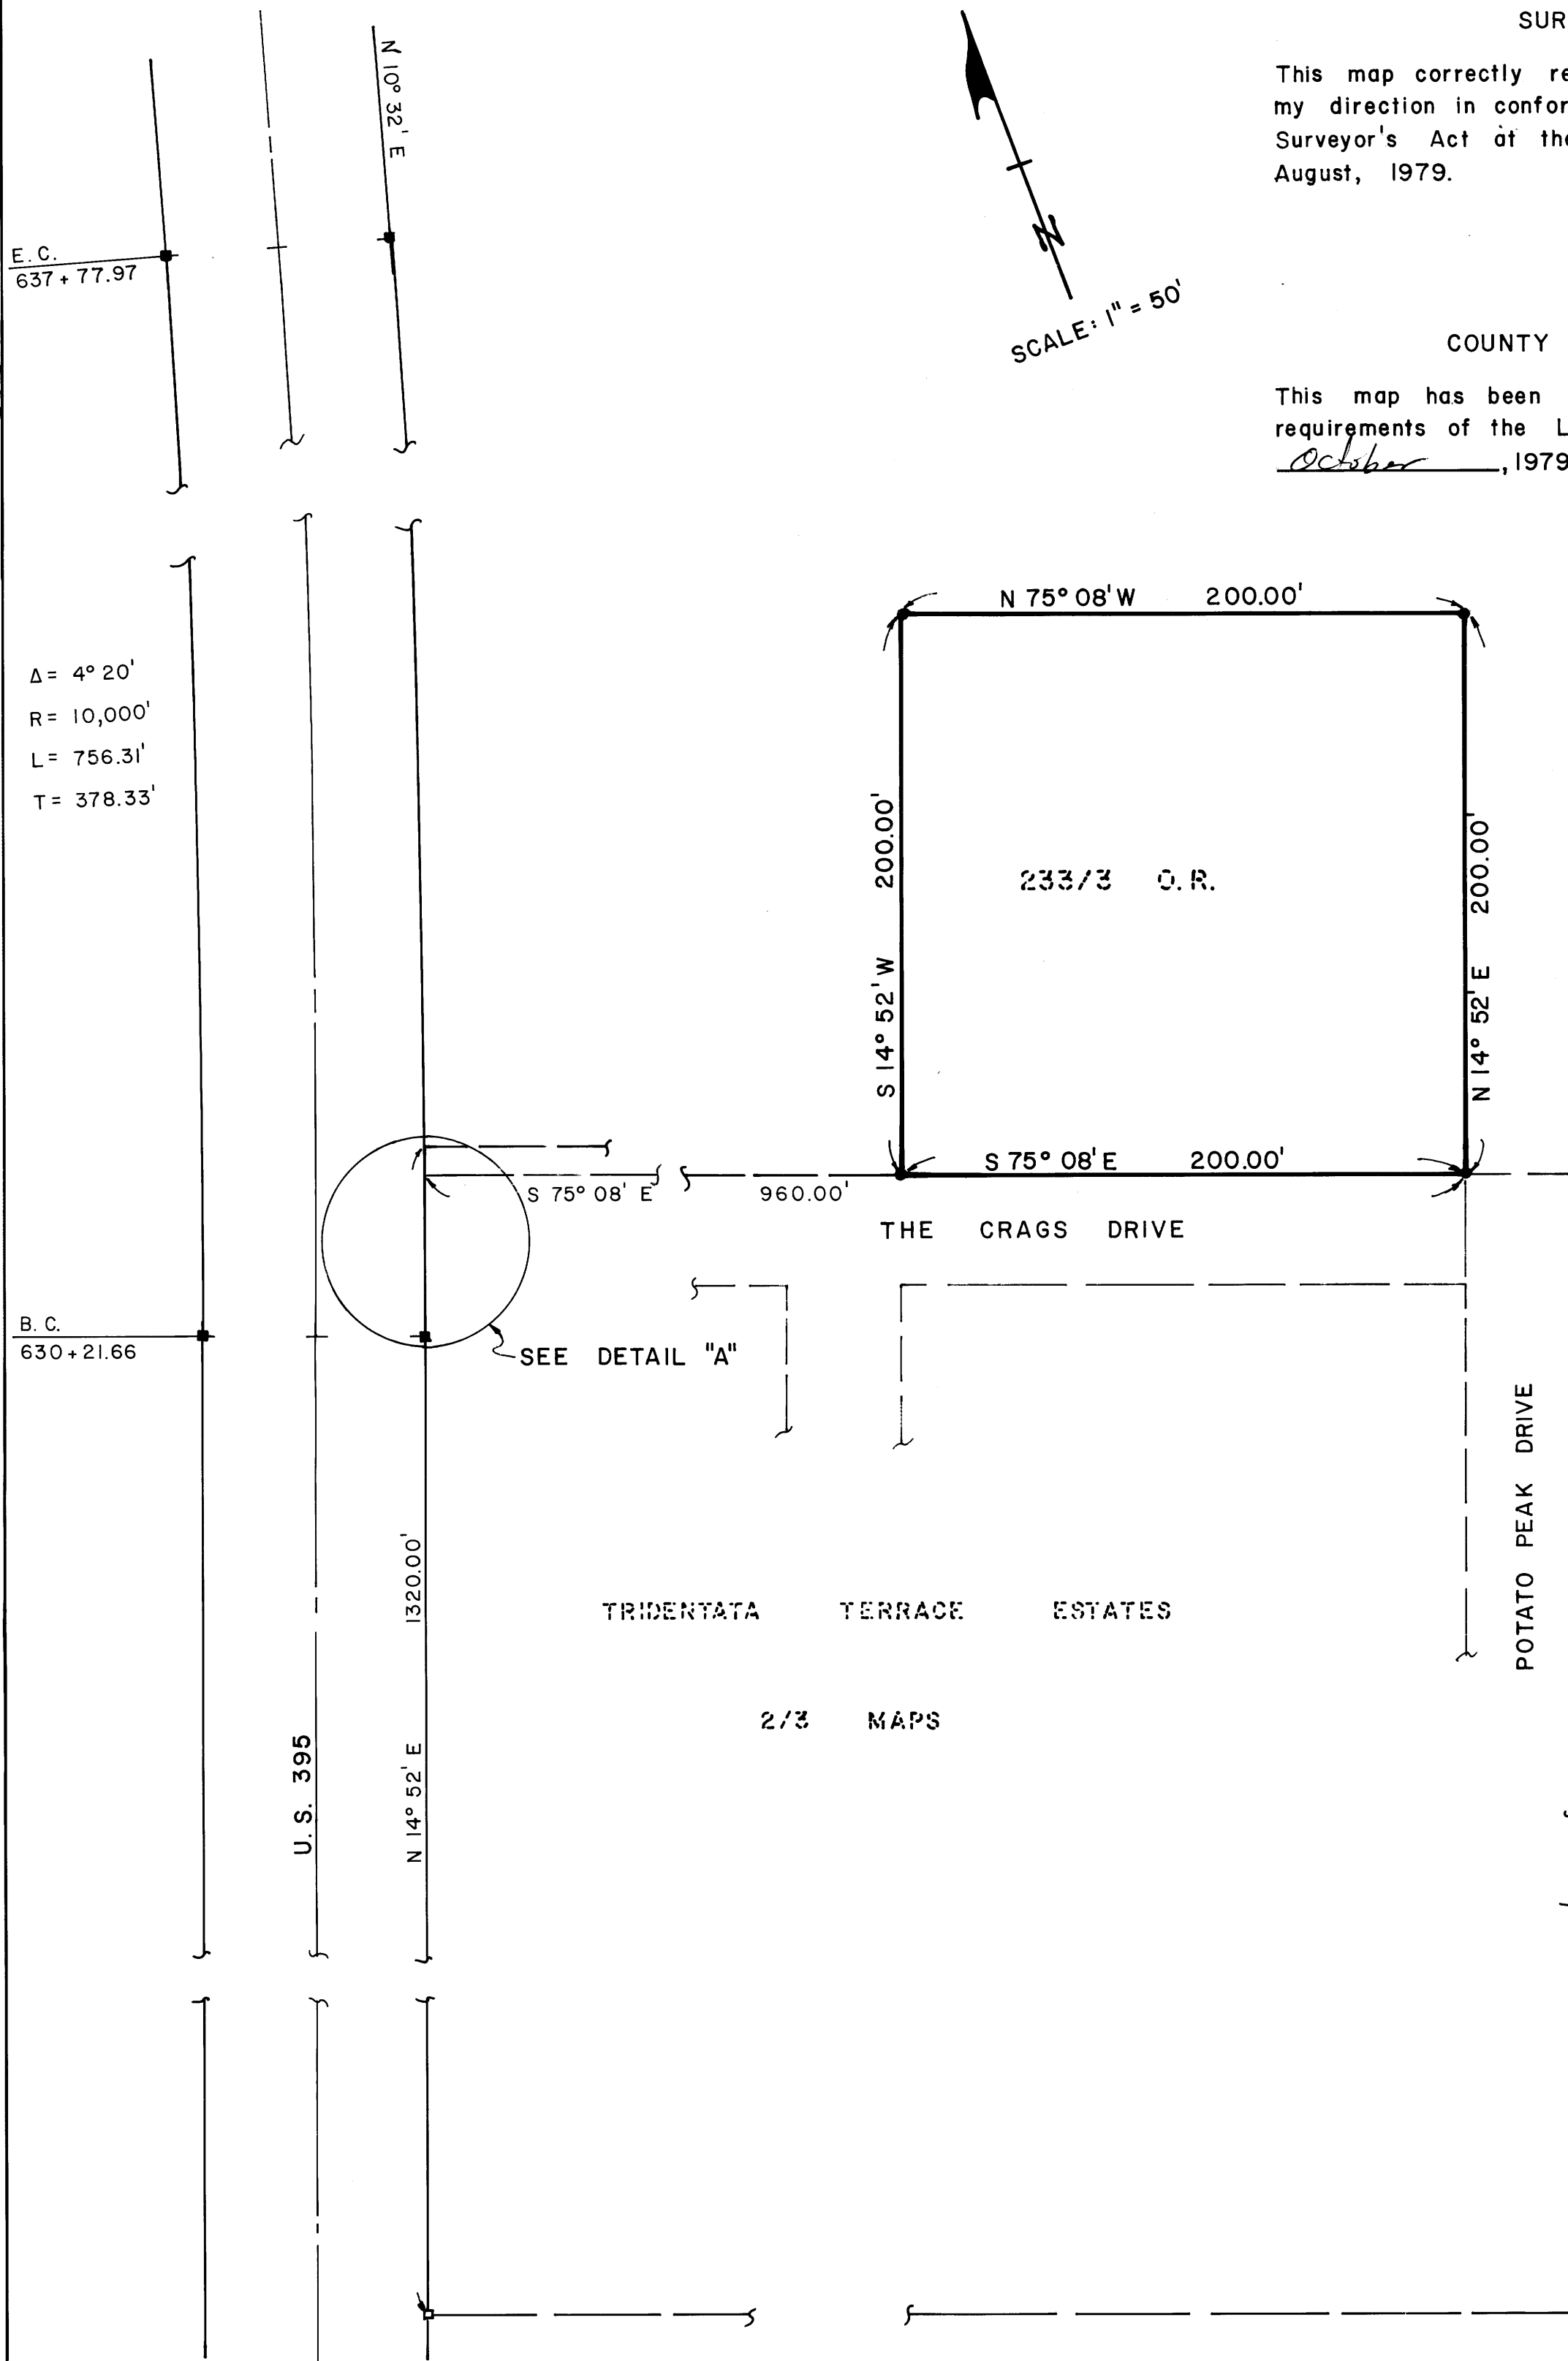 SUR
This map correctly re
my direction in confor
Surveyor's Act at the
August, 1979.
N 10° 32' E
E. C.
637 + 77.97
N
SCALE: 1" = 50'
COUNTY
This map has been
requirements of the L
October, 1979
N 75° 08' W 200.00'
Δ = 4° 20'
R = 10,000'
L = 756.31'
T = 378.33'
S 14° 52' W 200.00'
233/3 O.R.
N 14° 52' E 200.00'
S 75° 08' E 200.00'
S 75° 08' E 960.00'
THE CRAGS DRIVE
B. C.
630 + 21.66
SEE DETAIL "A"
POTATO PEAK DRIVE
TRIDENTATA TERRACE ESTATES
2/3 MAPS
U.S. 395
N 14° 52' E 1320.00'